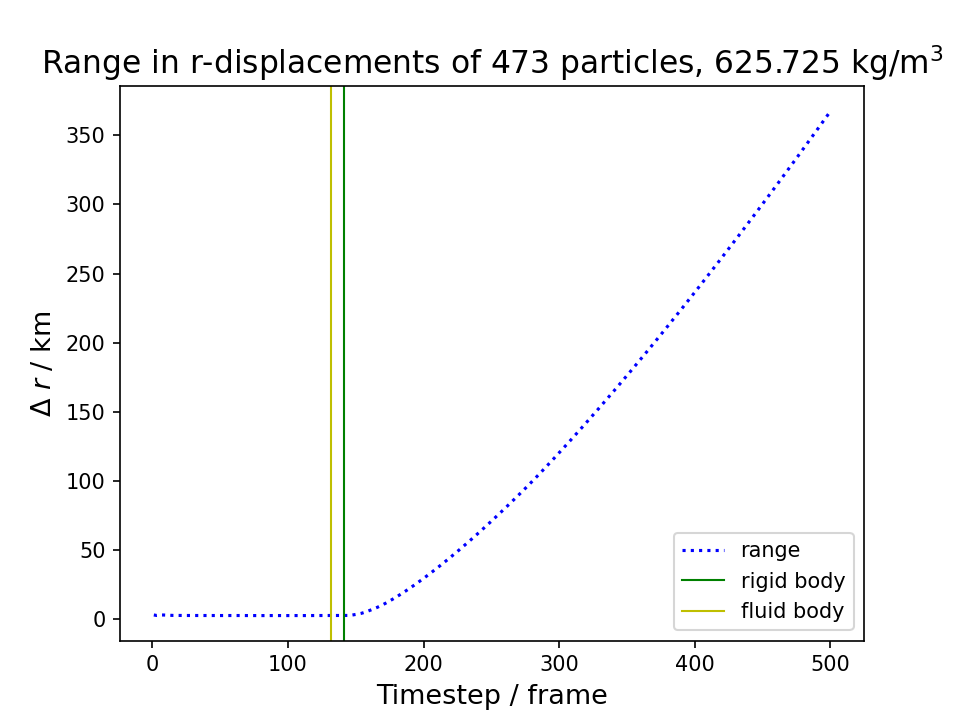 Range in r-displacements of 473 particles, 625.725 kg/m³
350
300
250
200
150
100
50
0
Δ r / km
0 100 200 300 400 500
Timestep / frame
range
rigid body
fluid body